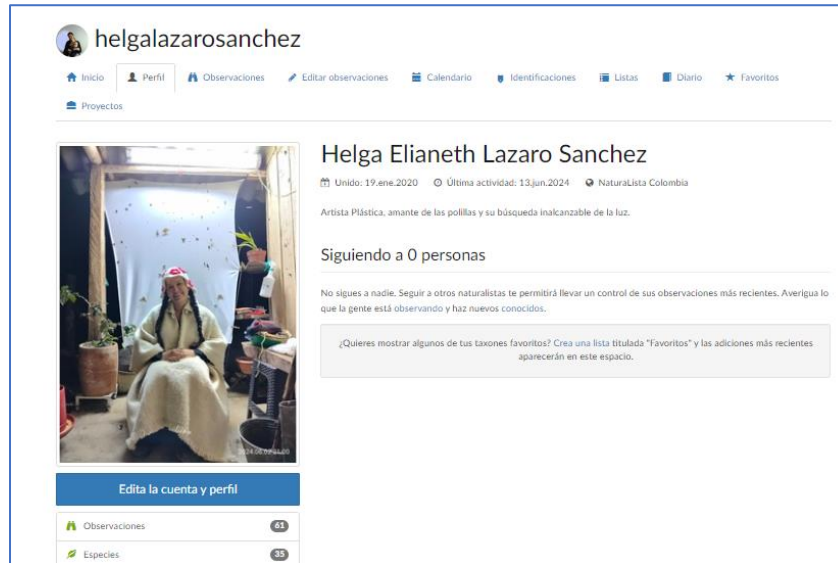 helgalazarosanchez
Inicio Perfil Observaciones Editar observaciones Calendario Identificaciones Listas Diario Favoritos
Proyectos
Helga Elianeth Lazaro Sanchez
Unido: 19.ene.2020 Última actividad: 13.jun.2024 NaturaLista Colombia
Artista Plástica, amante de las polillas y su búsqueda inalcanzable de la luz.
Siguiendo a 0 personas
No sigues a nadie. Seguir a otros naturalistas te permitirá llevar un control de sus observaciones más recientes. Averigua lo
que la gente está observando y haz nuevos conocidos.
¿Quieres mostrar algunos de tus taxones favoritos? Crea una lista titulada "Favoritos" y las adiciones más recientes
aparecerán en este espacio.
Edita la cuenta y perfil
Observaciones 61
Especies 35